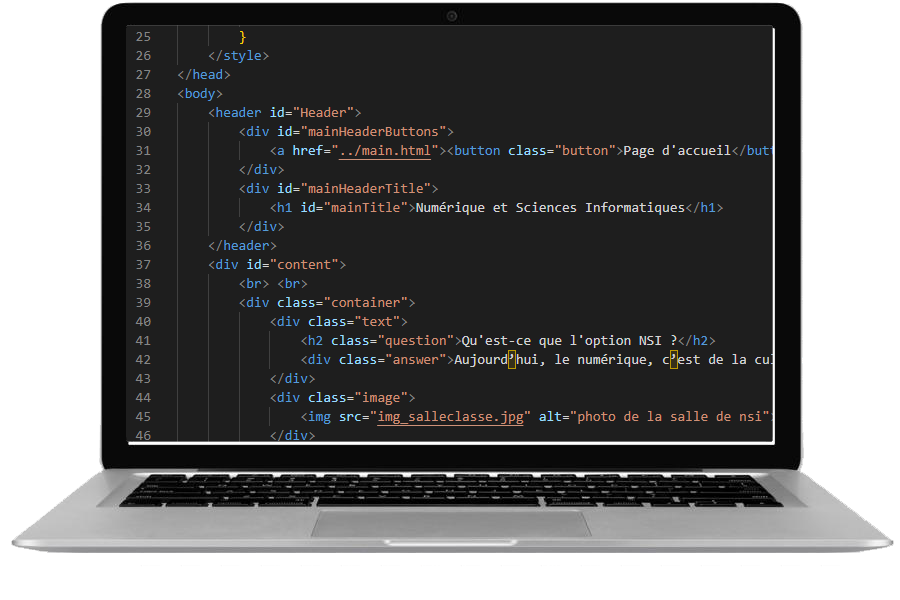 25 }
26 </style>
27 </head>
28 <body>
29 <header id="Header">
30 <div id="mainHeaderButtons">
31 <a href="../main.html"><button class="button">Page d'accueil</butt
32 </div>
33 <div id="mainHeaderTitle">
34 <h1 id="mainTitle">Numérique et Sciences Informatiques</h1>
35 </div>
36 </header>
37 <div id="content">
38 <br> <br>
39 <div class="container">
40 <div class="text">
41 <h2 class="question">Qu'est-ce que l'option NSI ?</h2>
42 <div class="answer">Aujourd’hui, le numérique, c’est de la cul
43 </div>
44 <div class="image">
45 <img src="img_salleclasse.jpg" alt="photo de la salle de nsi">
46 </div>